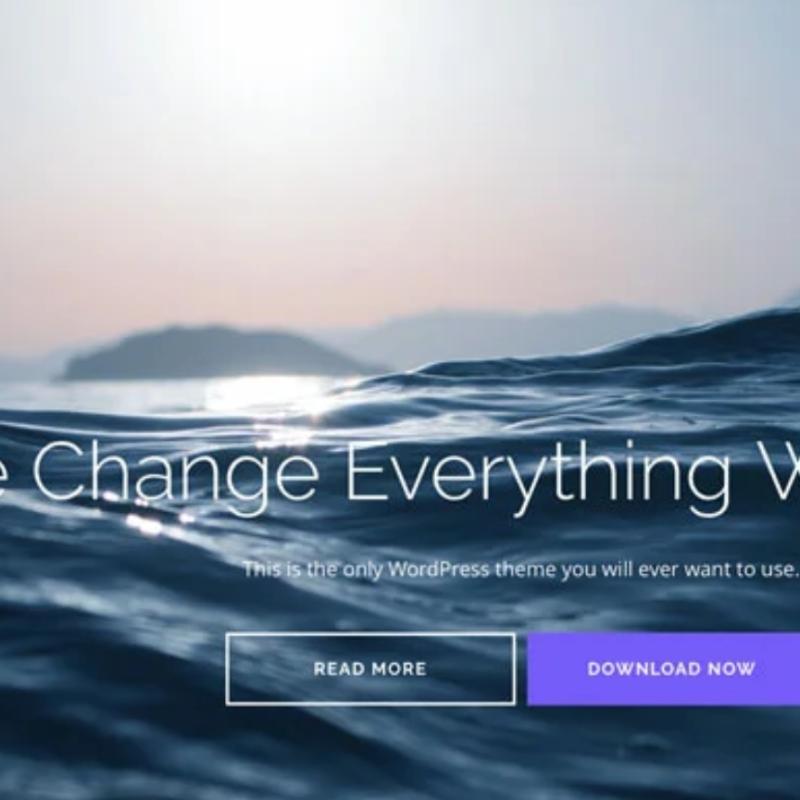 e Change Everything W
This is the only WordPress theme you will ever want to use.
READ MORE DOWNLOAD NOW